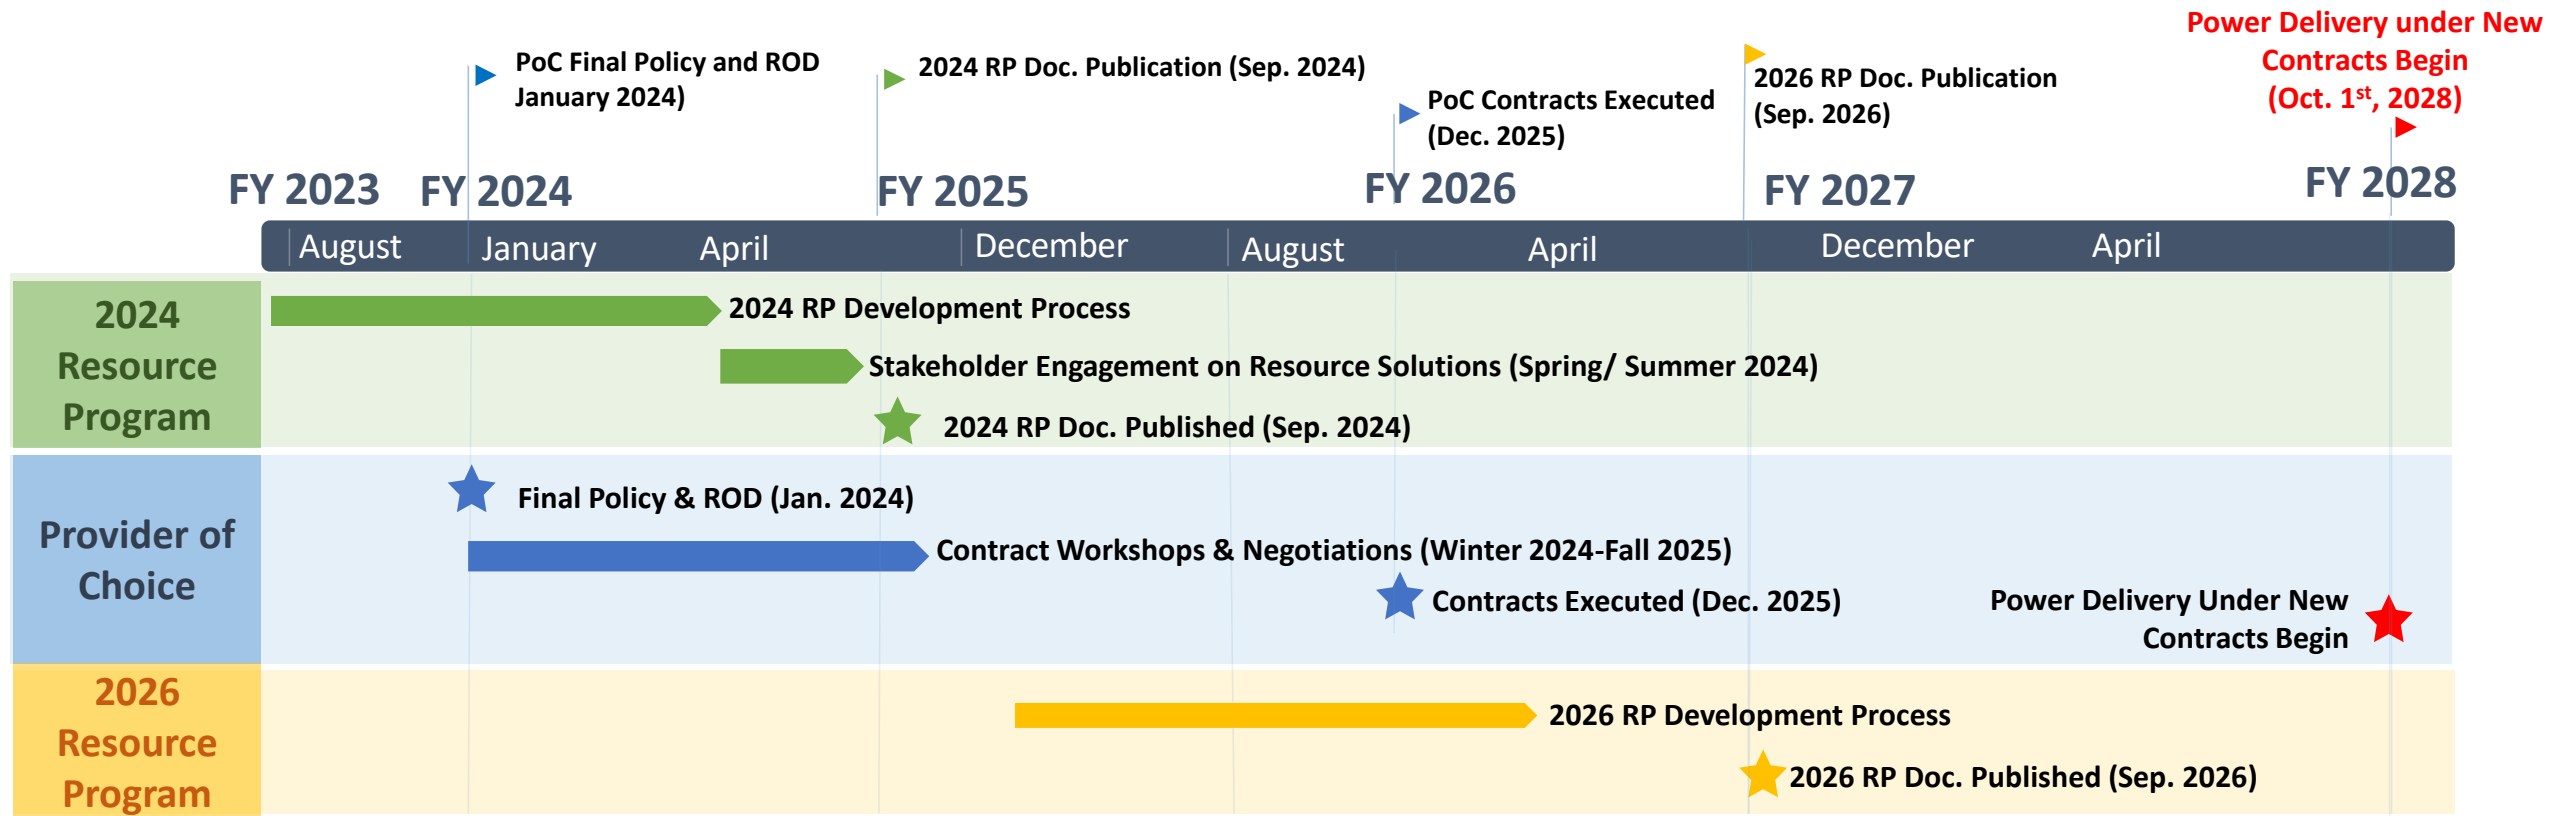 Power Delivery under New
Contracts Begin
(Oct. 1st, 2028)
PoC Final Policy and ROD
January 2024)
2024 RP Doc. Publication (Sep. 2024)
PoC Contracts Executed
(Dec. 2025)
2026 RP Doc. Publication
(Sep. 2026)
FY 2023 FY 2024 FY 2025 FY 2026 FY 2027 FY 2028
August January April December August April December April
2024
Resource
Program
2024 RP Development Process
Stakeholder Engagement on Resource Solutions (Spring/ Summer 2024)
2024 RP Doc. Published (Sep. 2024)
Provider of
Choice
Final Policy & ROD (Jan. 2024)
Contract Workshops & Negotiations (Winter 2024-Fall 2025)
Contracts Executed (Dec. 2025)
Power Delivery Under New
Contracts Begin
2026
Resource
Program
2026 RP Development Process
2026 RP Doc. Published (Sep. 2026)